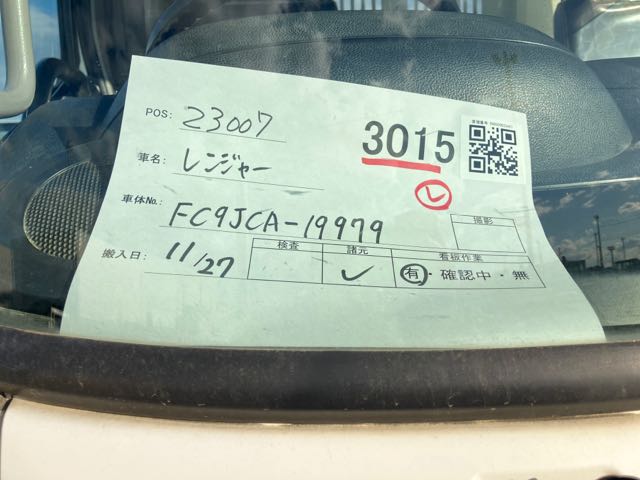 POS: 23007
3015
車名: レンジャー
レ
車体No.: FC9JCA-19979
撮影
搬入日: 11/27
検査 諸元 看板作業
✓ 有・確認中・無